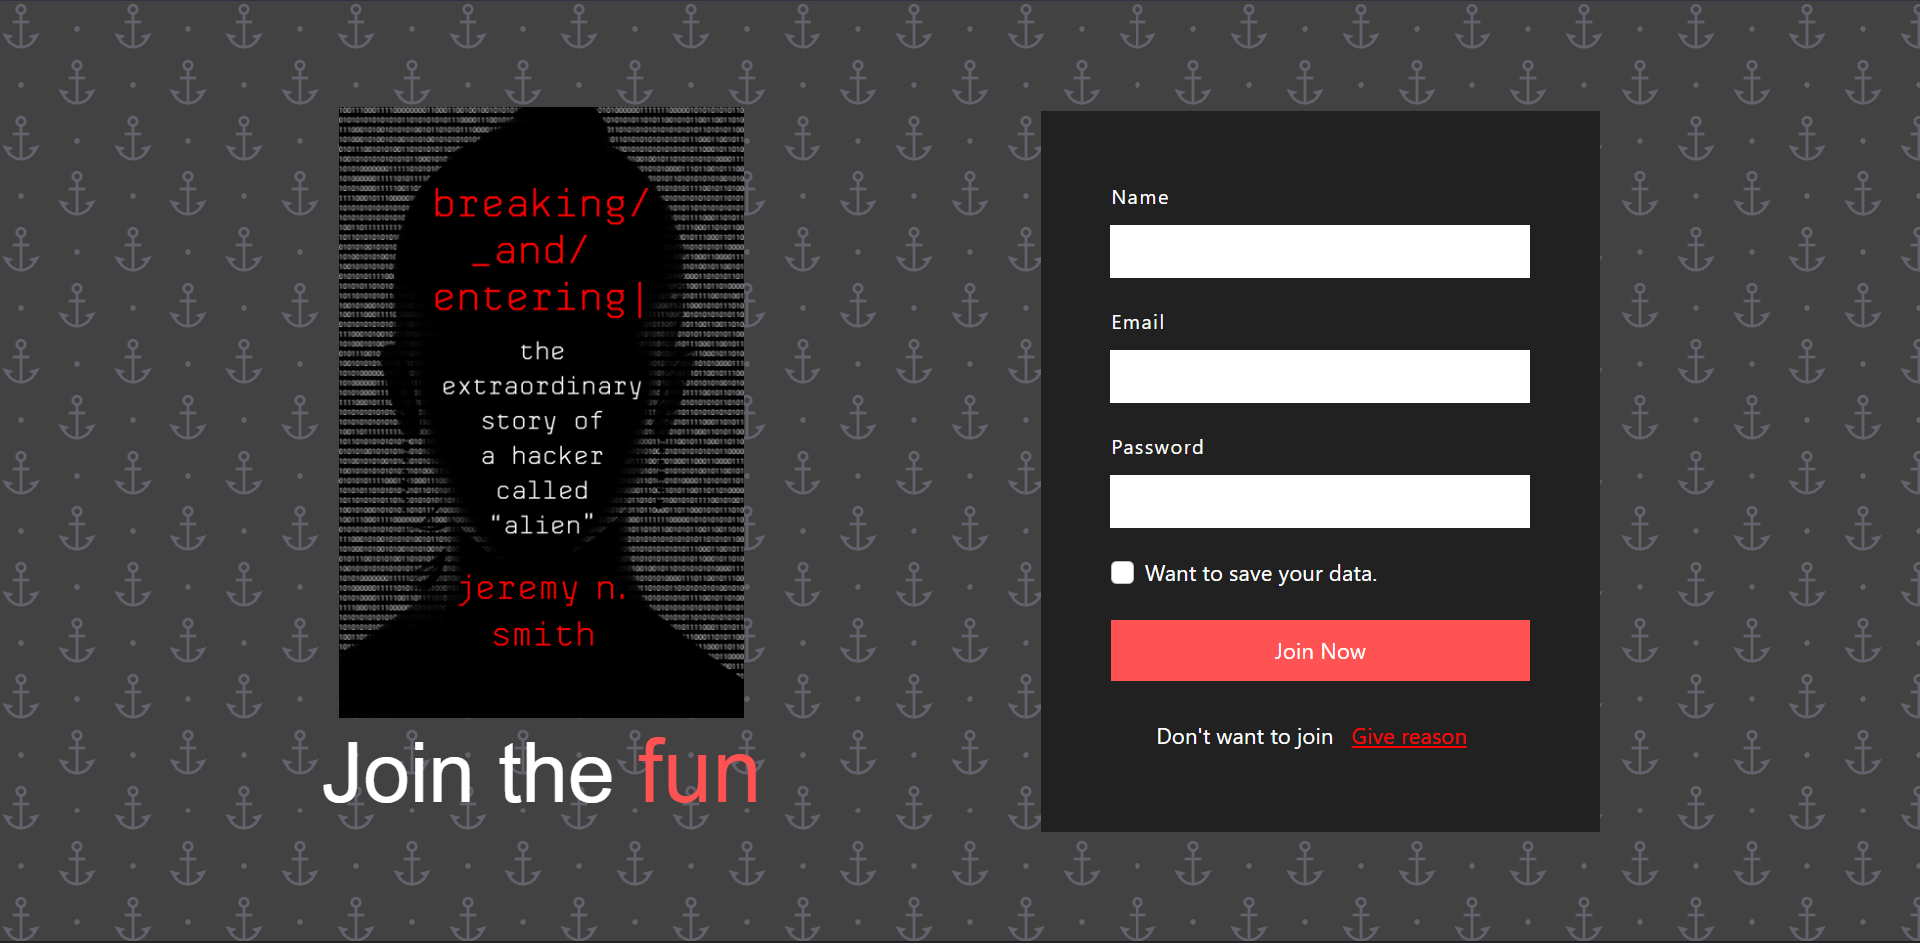 breaking/
_and/
entering|
the
extraordinary
story of
a hacker
called
"alien"
jeremy n.
smith
Join the fun
Name
Email
Password
Want to save your data.
Join Now
Don't want to join Give reason